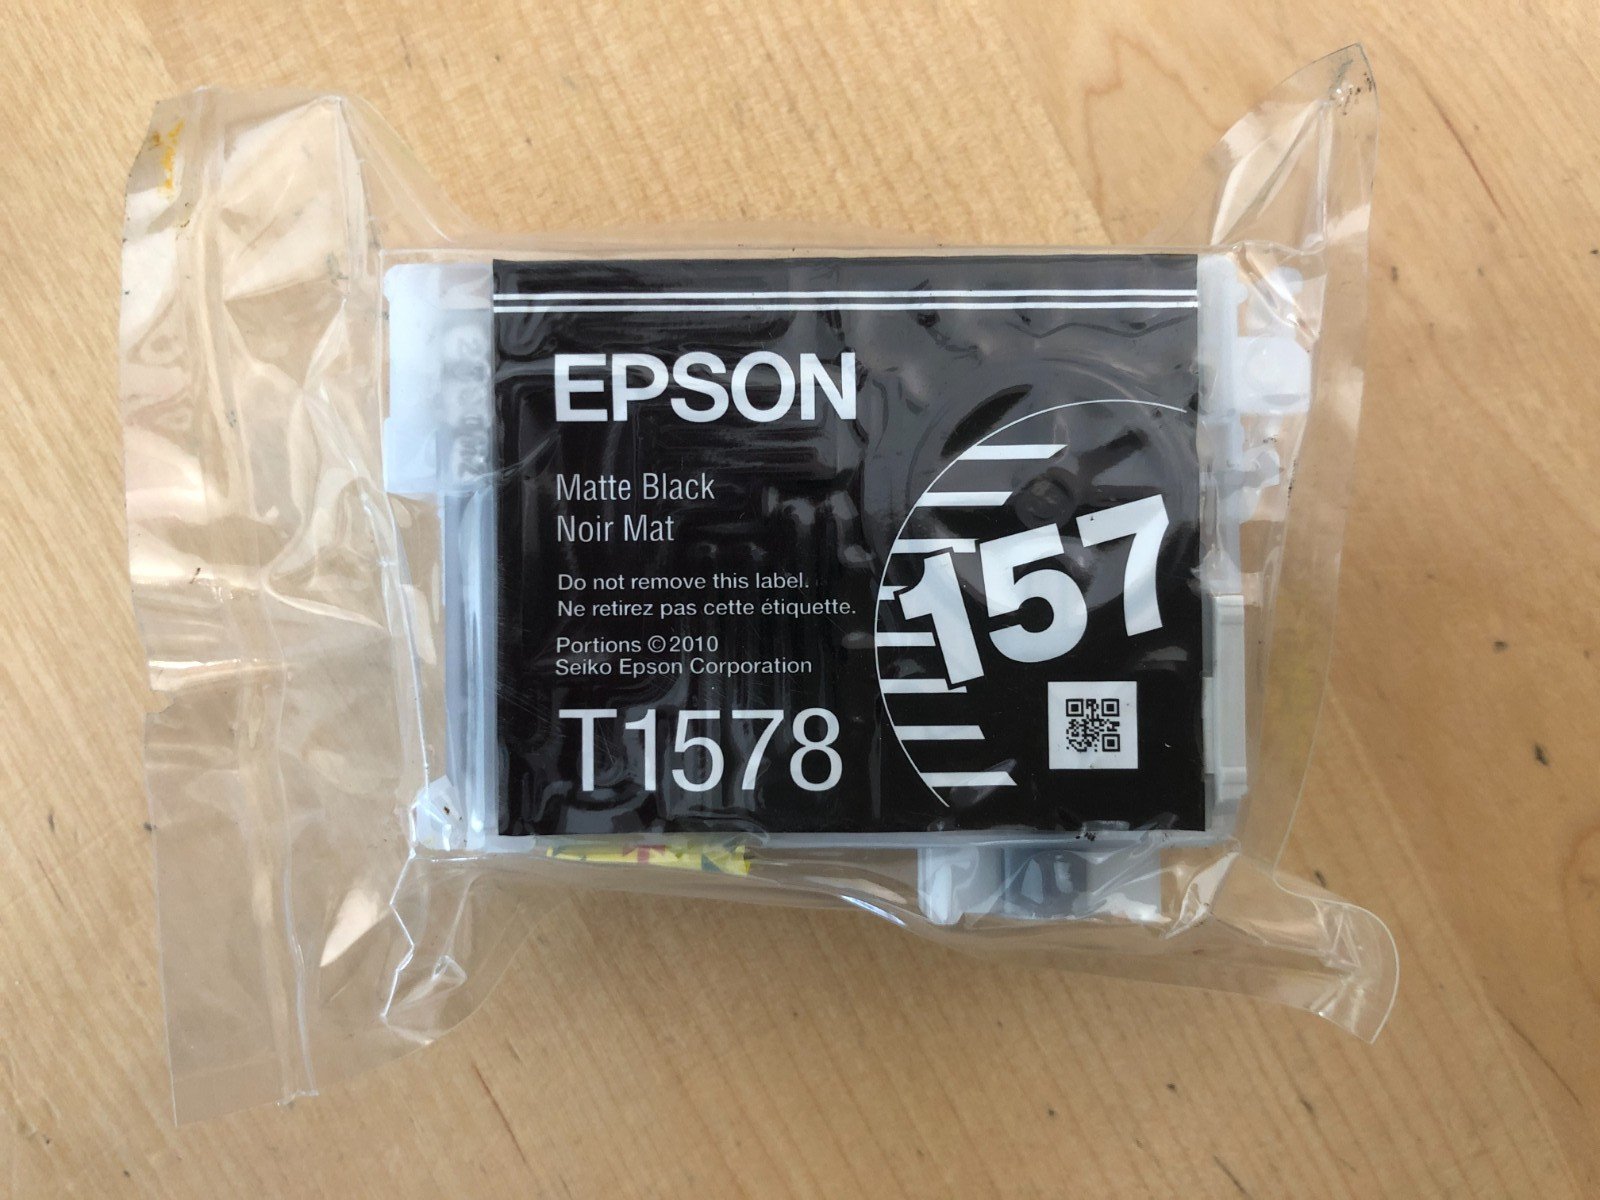 EPSON
Matte Black
Noir Mat
Do not remove this label.
Ne retirez pas cette étiquette.
Portions ©2010
Seiko Epson Corporation
T1578
157